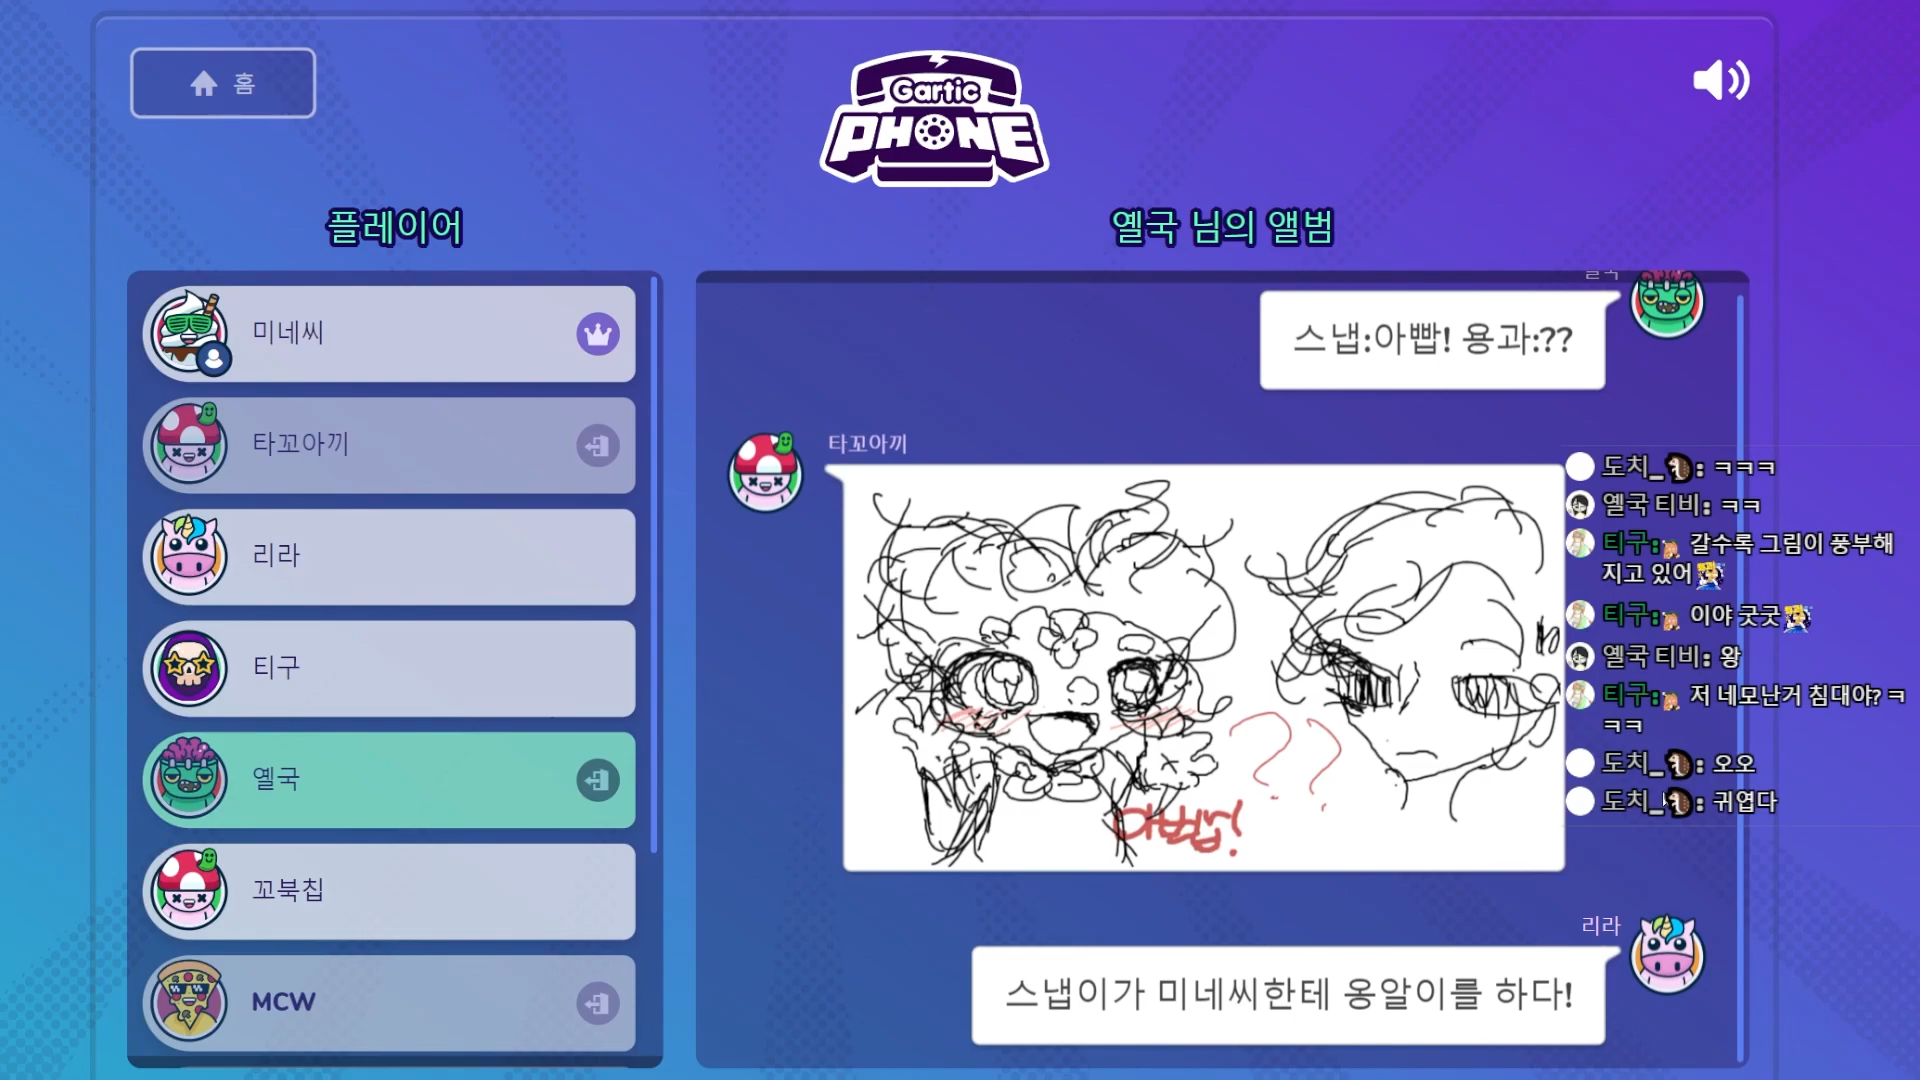 홈
Gartic
PHONE
플레이어
옐국 님의 앨범
미네씨
타꼬아끼
리라
티구
옐국
꼬북칩
MCW
스냅:아빱! 용과:??
타꼬아끼
??
리라
스냅이가 미네씨한테 옹알이를 하다!
도치_: ㅋㅋㅋ
옐국 티비: ㅋㅋ
티구: 갈수록 그림이 풍부해
지고 있어
티구: 이야 굿굿
옐국 티비: 왕
티구: 저 네모난거 침대야? ㅋ
ㅋㅋ
도치_: 오오
도치_: 귀엽다